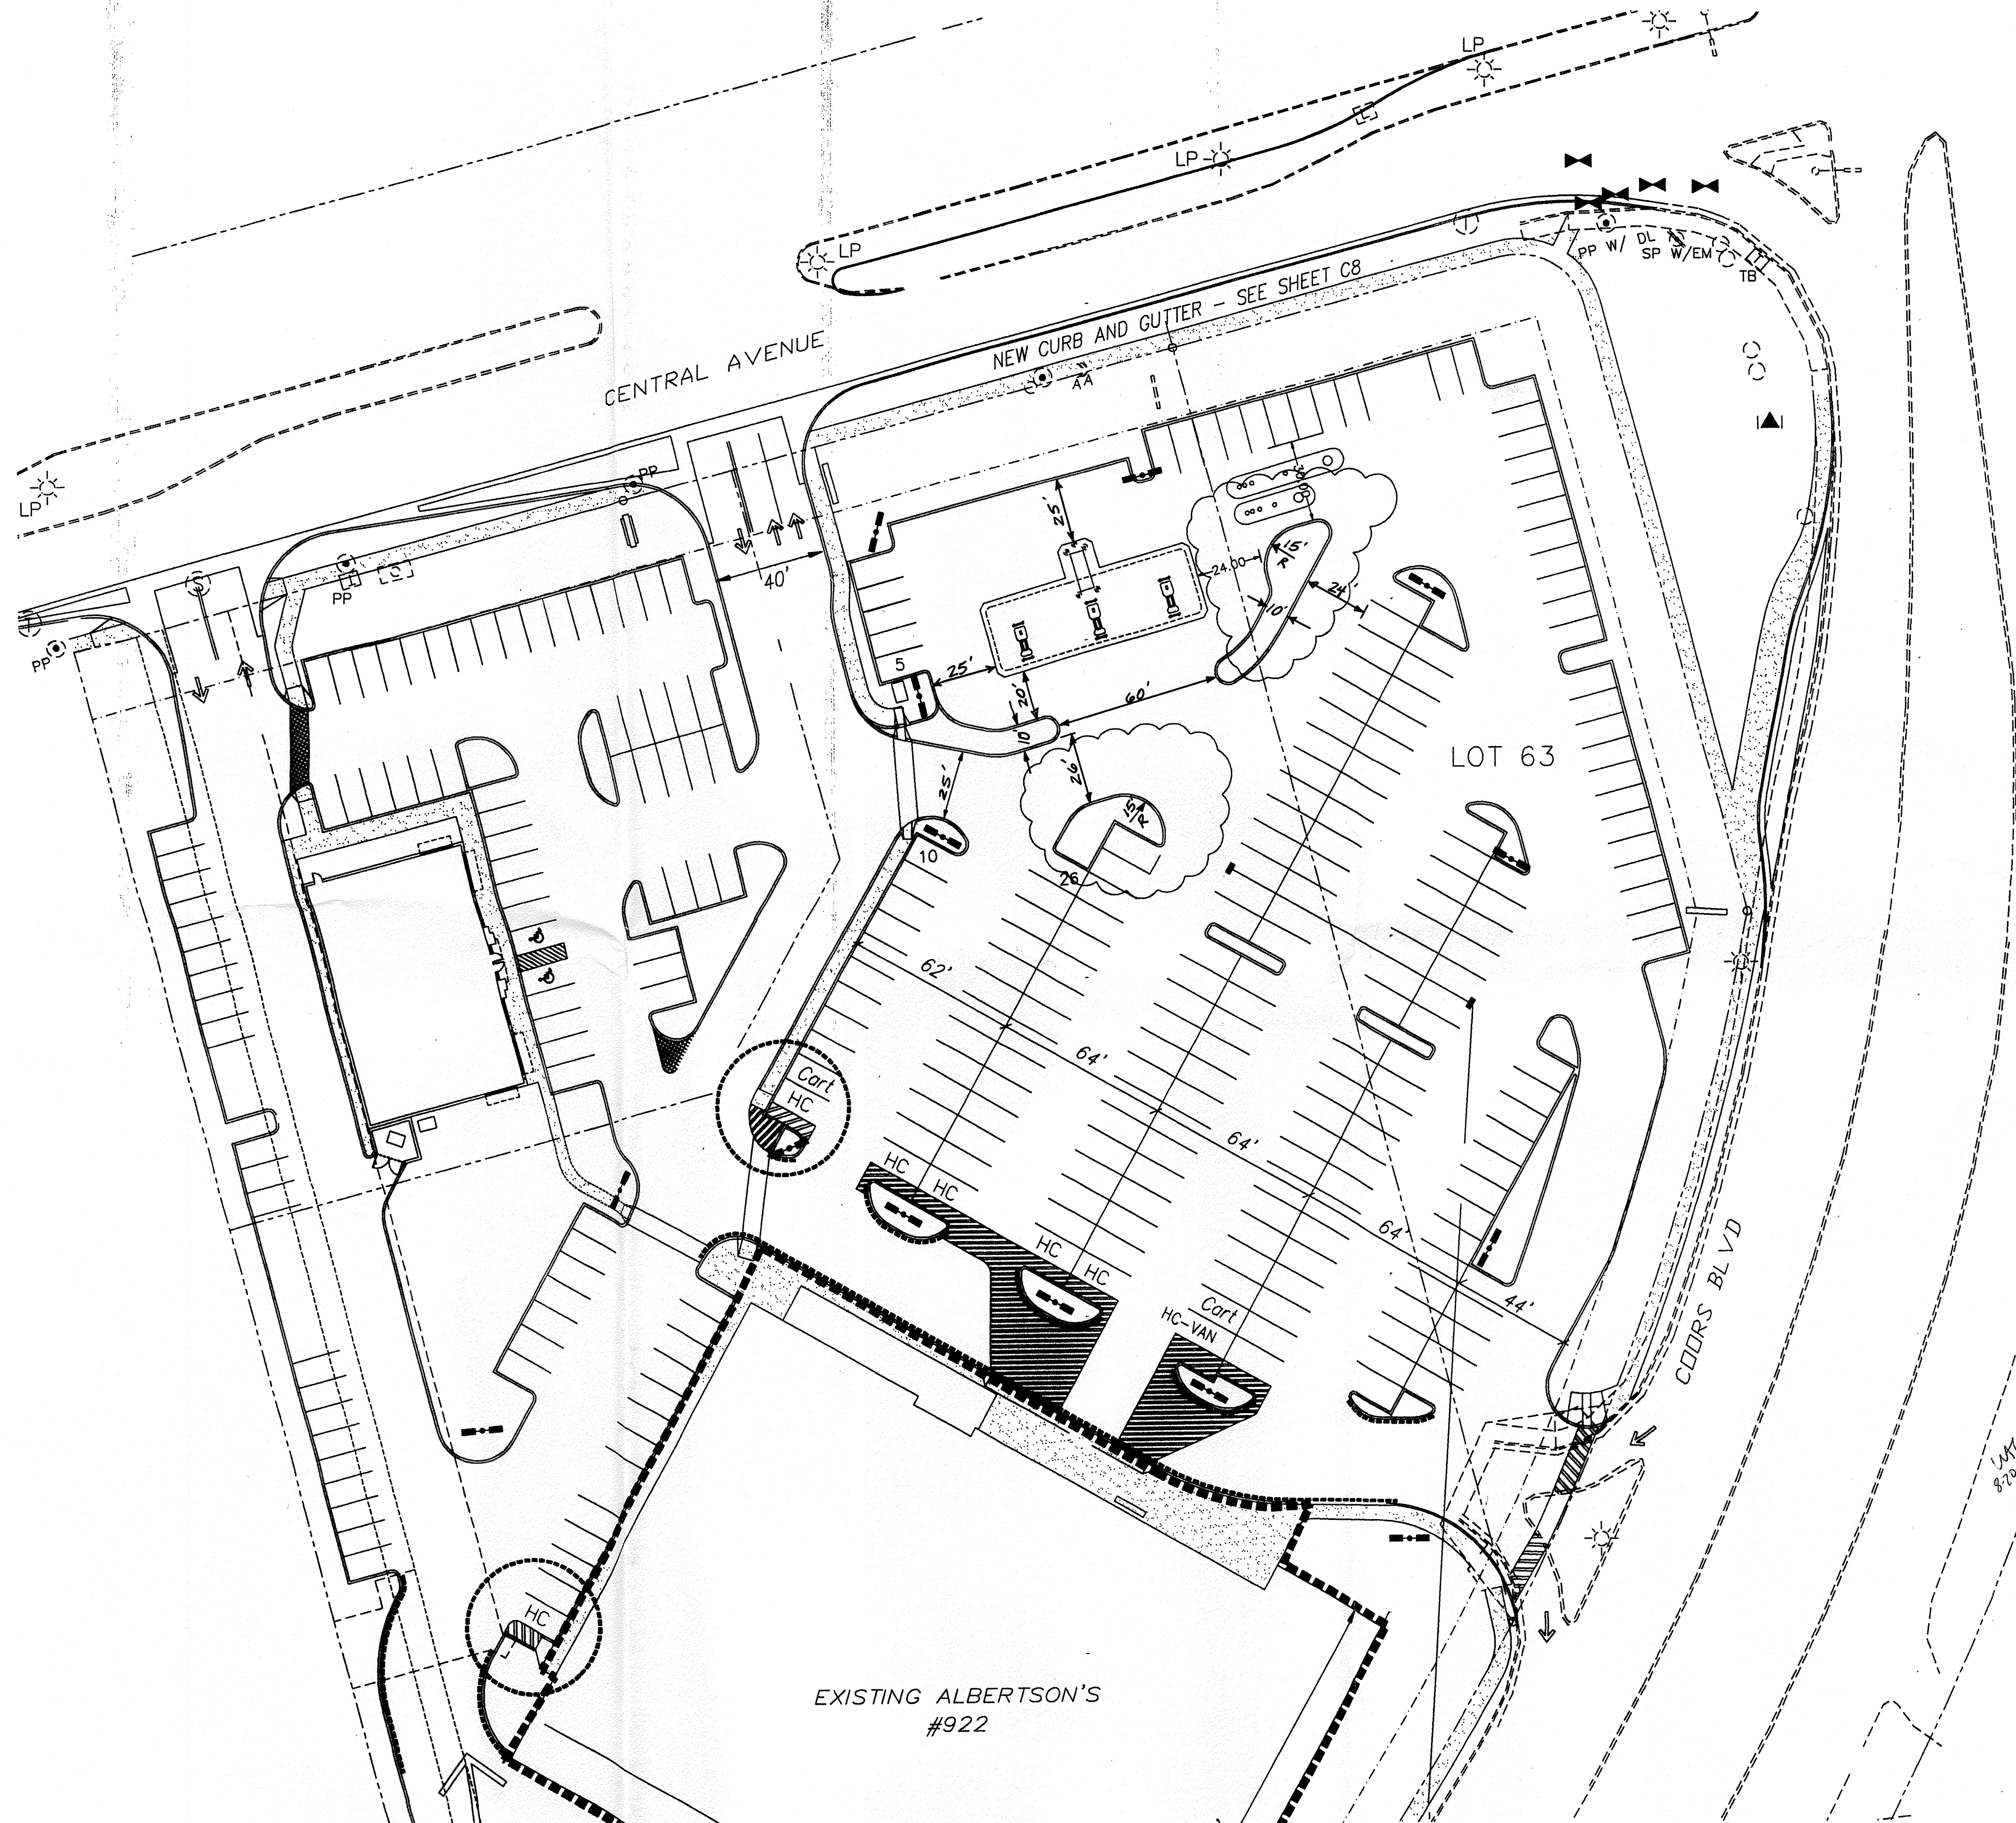 LP
LP
LP
LP
CENTRAL AVENUE
NEW CURB AND GUTTER – SEE SHEET C8
PP W/ DL
SP W/EM
TB
AA
PP
S
PP
PP
40'
25'
30.00
15'
R
24.00
24'
10'
5
25'
20'
60'
10'
25'
26'
15'
R
10
26
LOT 63
62'
64'
64'
64'
44'
Cart
HC
HC
HC
HC
HC
Cart
HC-VAN
COORS BLVD
HC
EXISTING ALBERTSON'S
#922